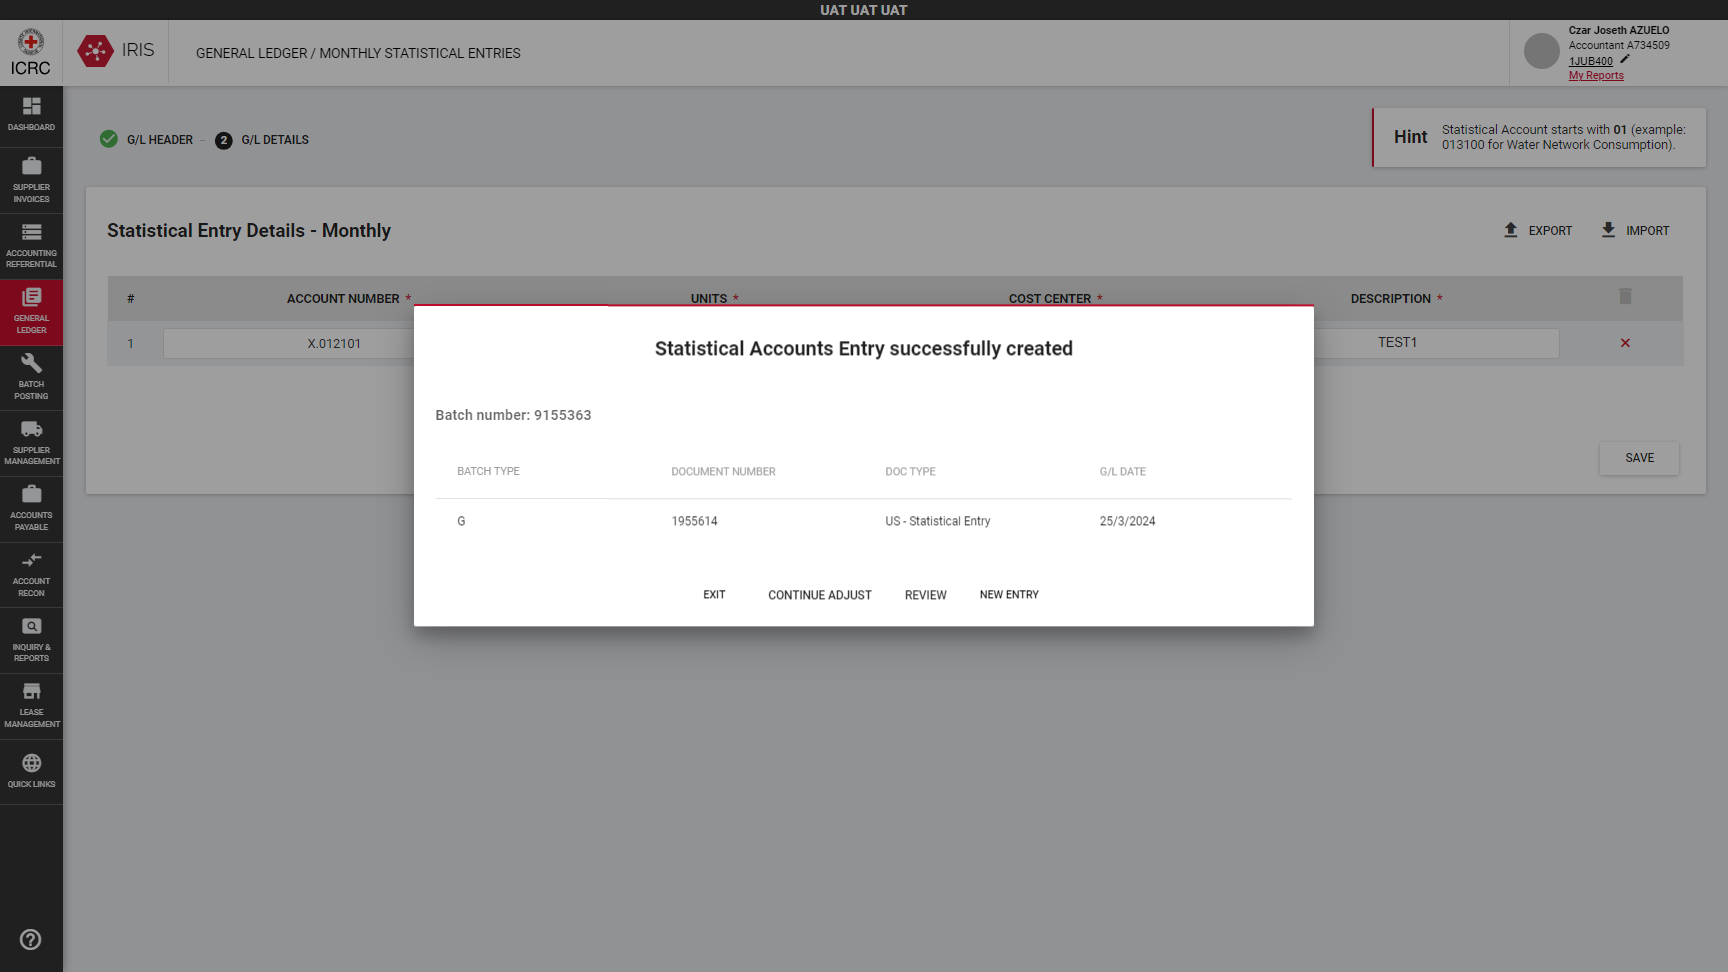 UAT UAT UAT
ICRC
IRIS
GENERAL LEDGER / MONTHLY STATISTICAL ENTRIES
Czar Joseth AZUELO
Accountant A734509
1JUB400
My Reports
DASHBOARD
SUPPLIER
INVOICES
ACCOUNTING
REFERENTIAL
GENERAL
LEDGER
BATCH
POSTING
SUPPLIER
MANAGEMENT
ACCOUNTS
PAYABLE
ACCOUNT
RECON
INQUIRY &
REPORTS
LEASE
MANAGEMENT
QUICK LINKS
G/L HEADER
2 G/L DETAILS
Hint
Statistical Account starts with 01 (example:
013100 for Water Network Consumption).
Statistical Entry Details - Monthly
EXPORT
IMPORT
# ACCOUNT NUMBER * UNITS * COST CENTER * DESCRIPTION *
1 X.012101 TEST1
SAVE
Statistical Accounts Entry successfully created
Batch number: 9155363
BATCH TYPE DOCUMENT NUMBER DOC TYPE G/L DATE
G 1955614 US - Statistical Entry 25/3/2024
EXIT CONTINUE ADJUST REVIEW NEW ENTRY